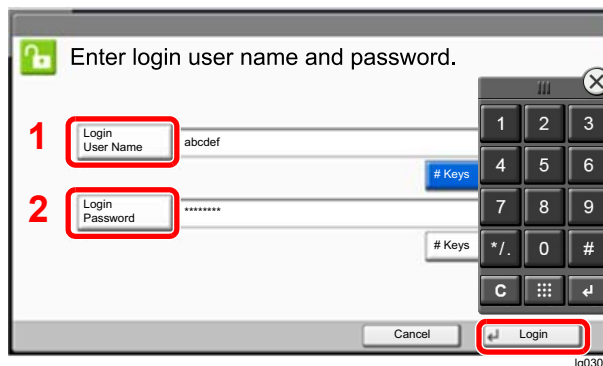 Enter login user name and password.
1
Login
User Name
abcdef
# Keys
2
Login
Password
********
# Keys
1 2 3
4 5 6
7 8 9
*/. 0 #
C
Cancel
Login